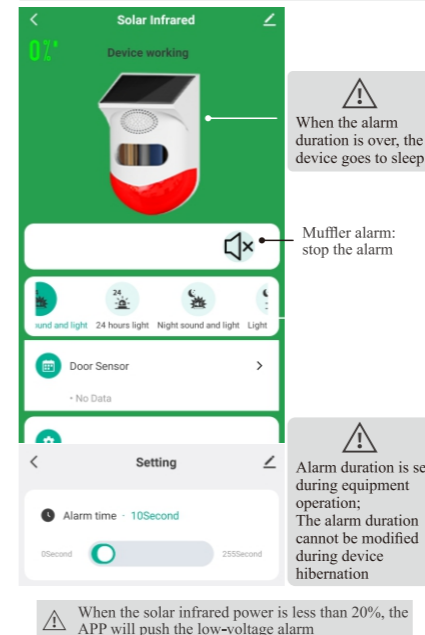 Solar Infrared
Device working
When the alarm
duration is over, the
device goes to sleep
Muffler alarm:
stop the alarm
24
und and light 24 hours light Night sound and light Light
Door Sensor
• No Data
Setting
Alarm time · 10Second
0Second 255Second
Alarm duration is se
during equipment
operation;
The alarm duration
cannot be modified
during device
hibernation
When the solar infrared power is less than 20%, the
APP will push the low-voltage alarm